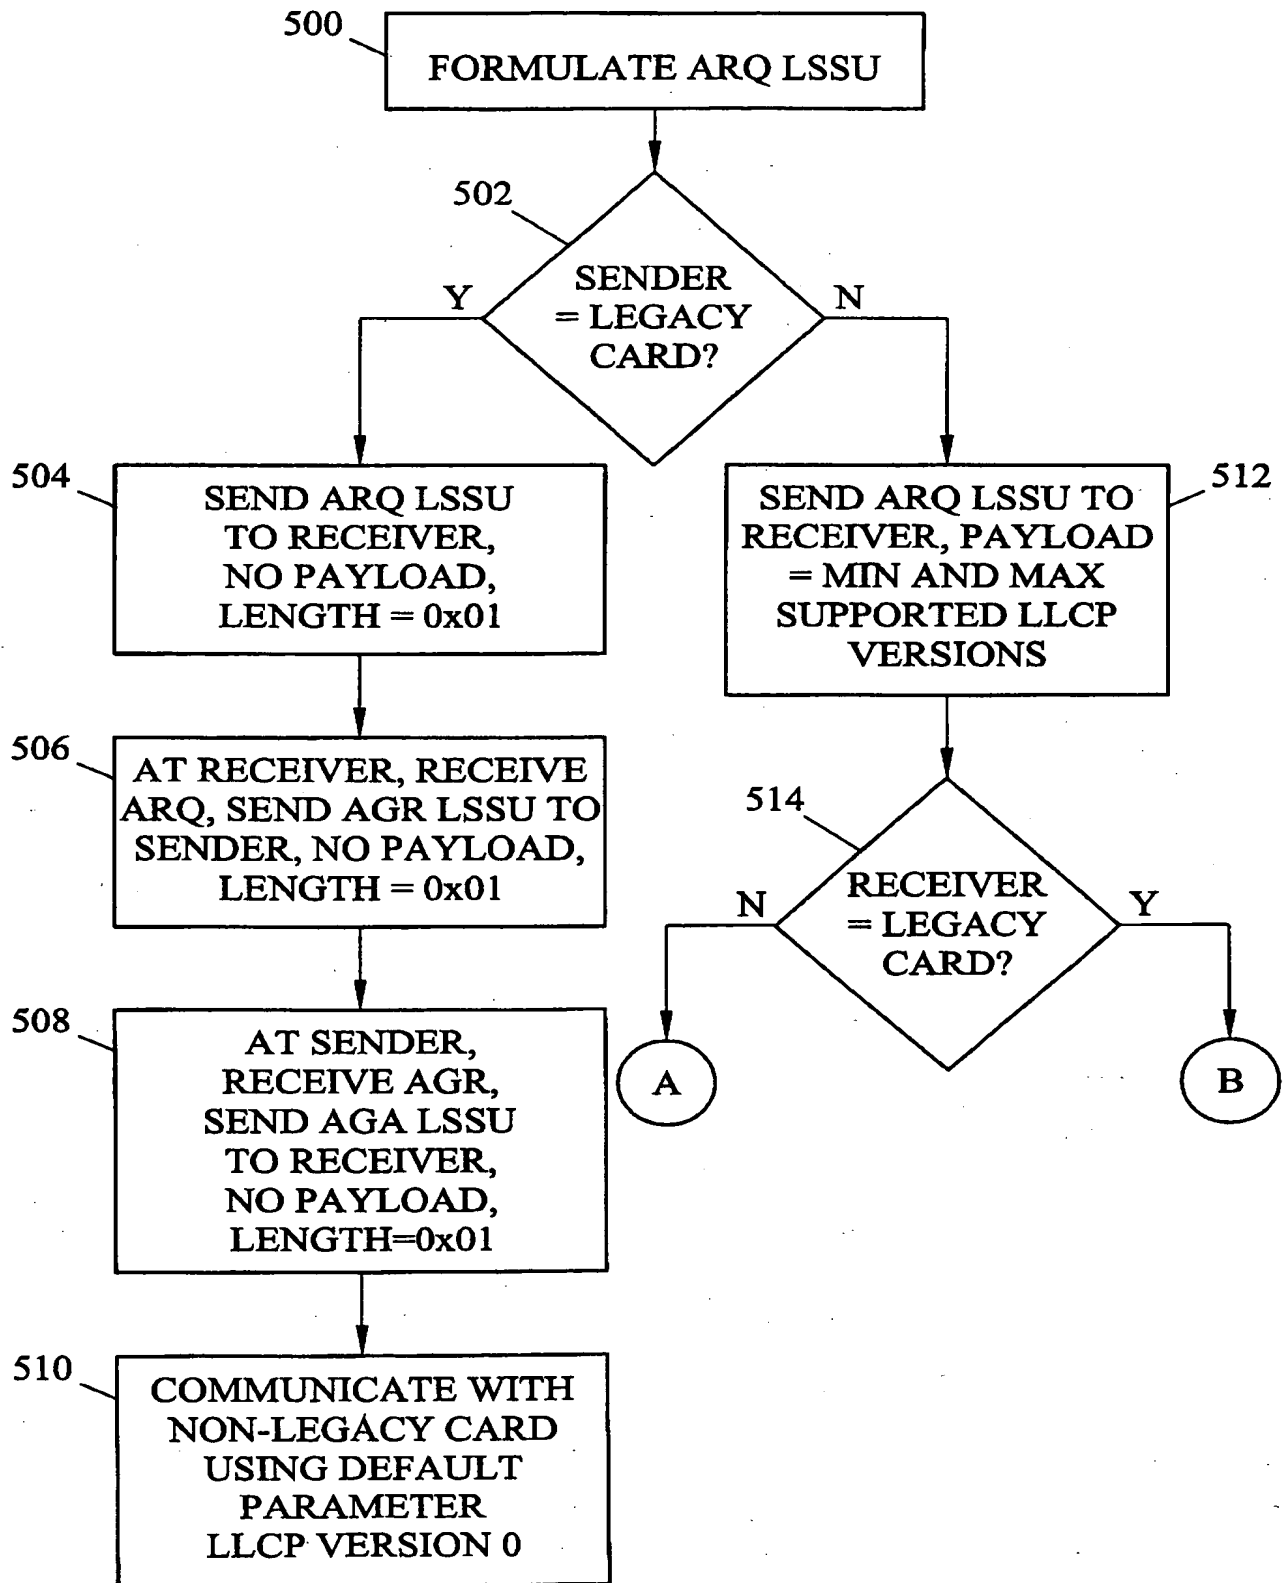 500
FORMULATE ARQ LSSU
502
SENDER
= LEGACY
CARD?
Y
N
504
SEND ARQ LSSU
TO RECEIVER,
NO PAYLOAD,
LENGTH = 0x01
512
SEND ARQ LSSU TO
RECEIVER, PAYLOAD
= MIN AND MAX
SUPPORTED LLCP
VERSIONS
506
AT RECEIVER, RECEIVE
ARQ, SEND AGR LSSU TO
SENDER, NO PAYLOAD,
LENGTH = 0x01
514
RECEIVER
= LEGACY
CARD?
N
Y
A
B
508
AT SENDER,
RECEIVE AGR,
SEND AGA LSSU
TO RECEIVER,
NO PAYLOAD,
LENGTH=0x01
510
COMMUNICATE WITH
NON-LEGACY CARD
USING DEFAULT
PARAMETER
LLCP VERSION 0